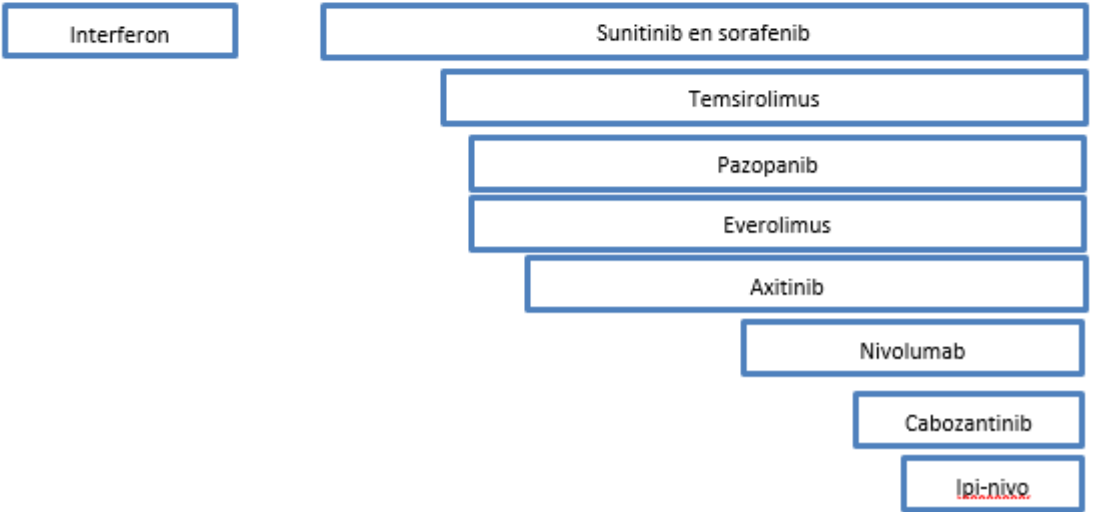 Interferon
Sunitinib en sorafenib
Temsirolimus
Pazopanib
Everolimus
Axitinib
Nivolumab
Cabozantinib
Ipi-nivo